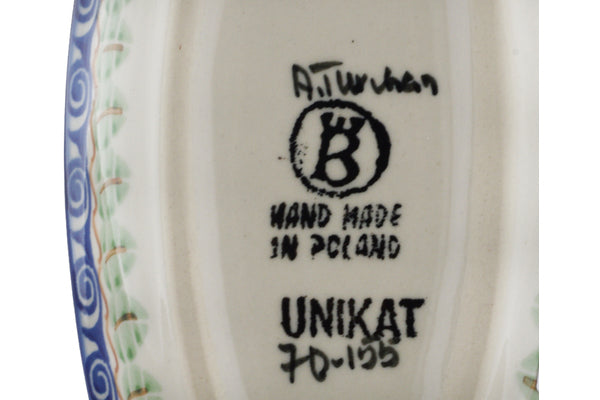 A.Turchan
B
HAND MADE
IN POLAND
UNIKAT
70-155